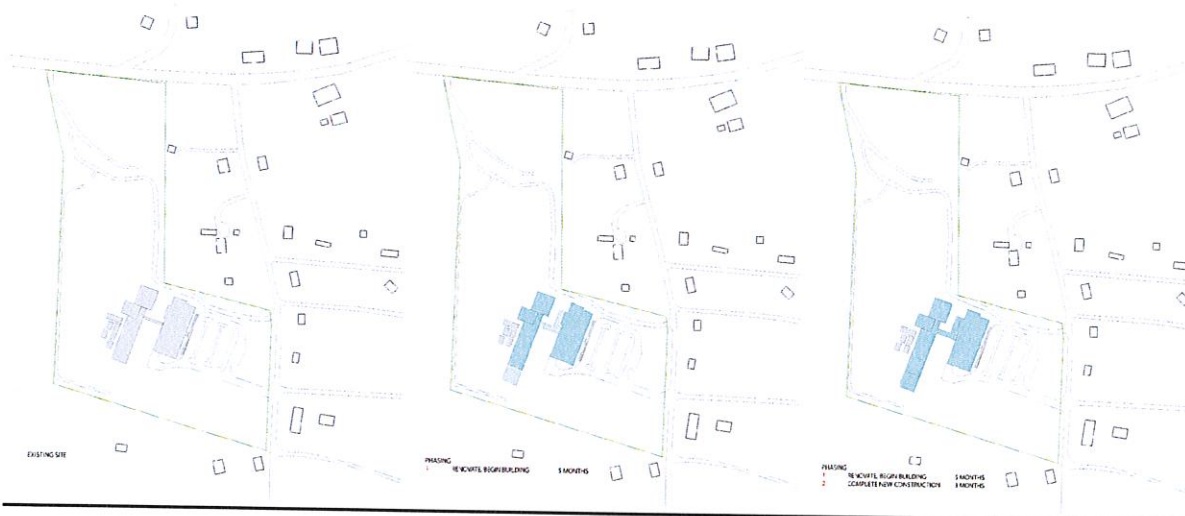 EXISTING SITE
PHASING
1 RENOVATE, BEGIN BUILDING 5 MONTHS
PHASING
1 RENOVATE, BEGIN BUILDING 5 MONTHS
2 COMPLETE NEW CONSTRUCTION 8 MONTHS